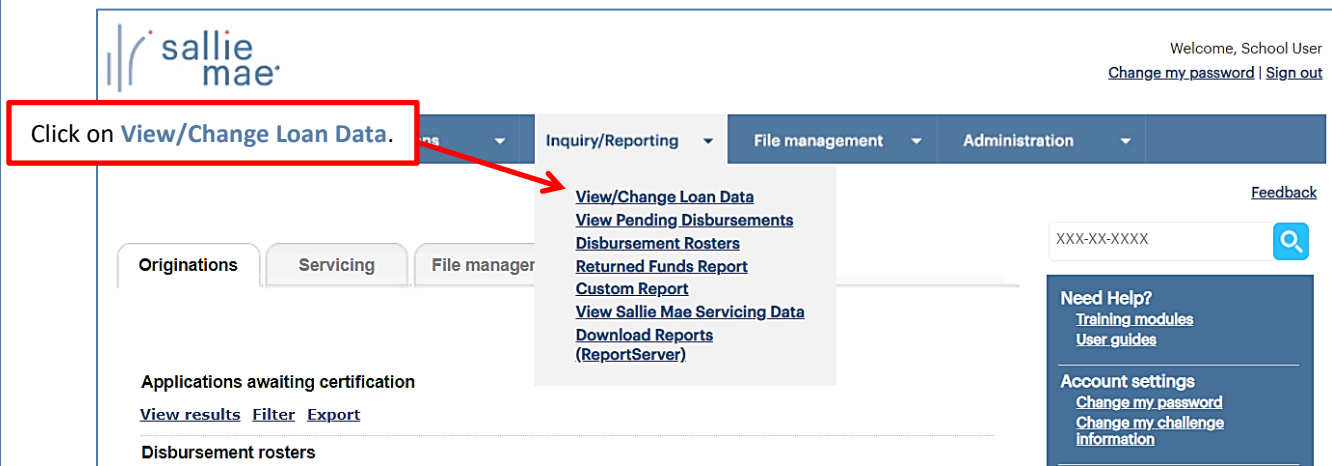 sallie
mae
Welcome, School User
Change my password | Sign out
Click on View/Change Loan Data.
Inquiry/Reporting
File management
Administration
Feedback
View/Change Loan Data
View Pending Disbursements
Disbursement Rosters
Returned Funds Report
Custom Report
View Sallie Mae Servicing Data
Download Reports
(ReportServer)
XXX-XX-XXXX
Originations
Servicing
File manager
Need Help?
Training modules
User guides
Applications awaiting certification
View results Filter Export
Account settings
Change my password
Change my challenge
information
Disbursement rosters